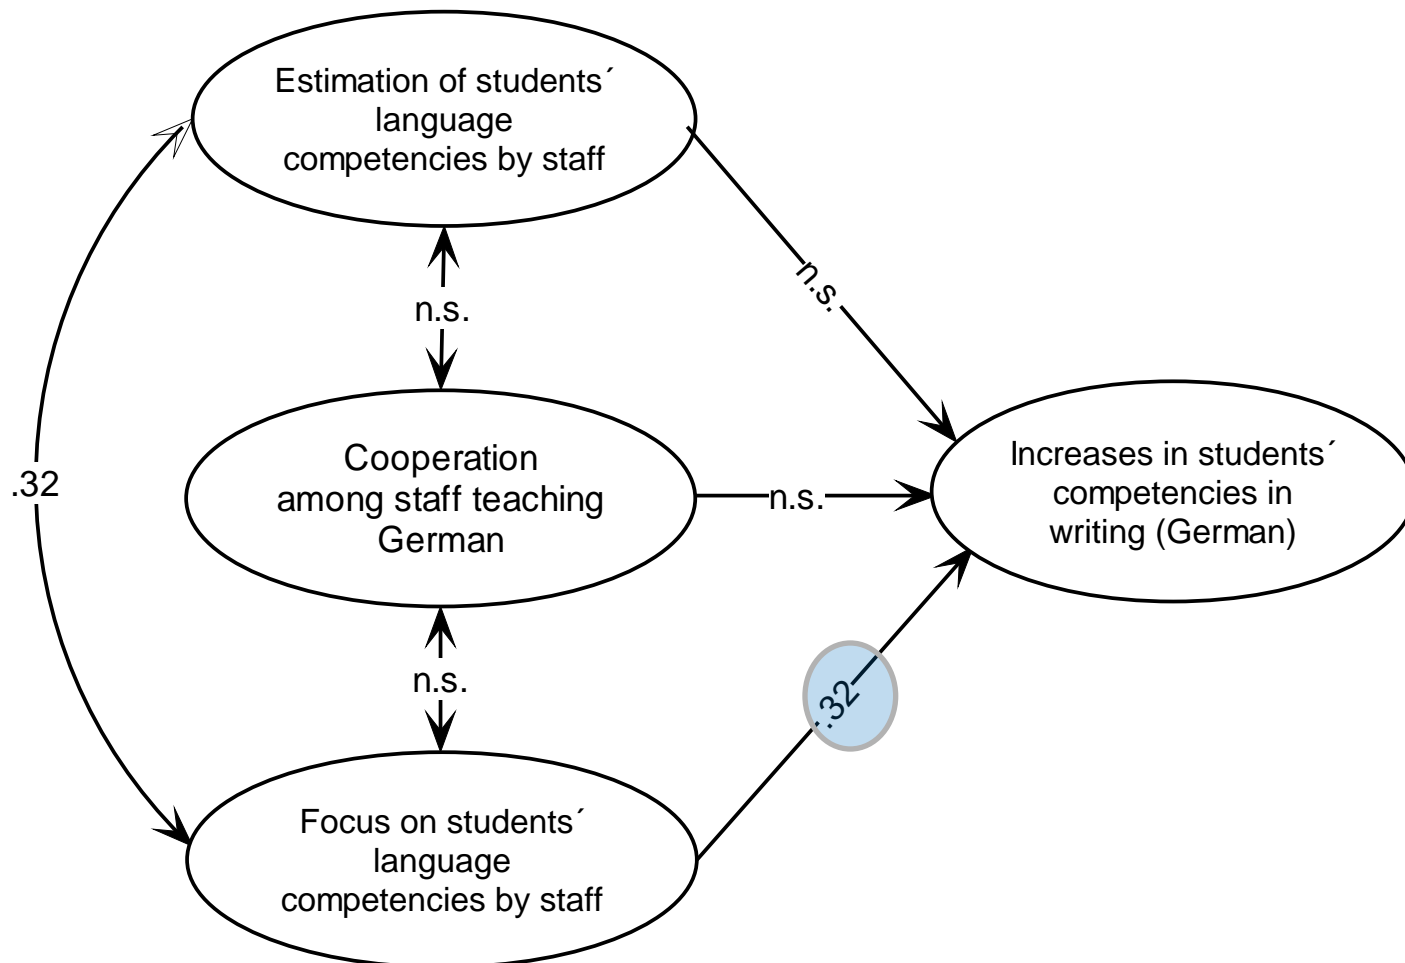 Estimation of students´
language
competencies by staff
n.s.
n.s.
.32
Cooperation
among staff teaching
German
n.s.
Increases in students´
competencies in
writing (German)
n.s.
.32
Focus on students´
language
competencies by staff